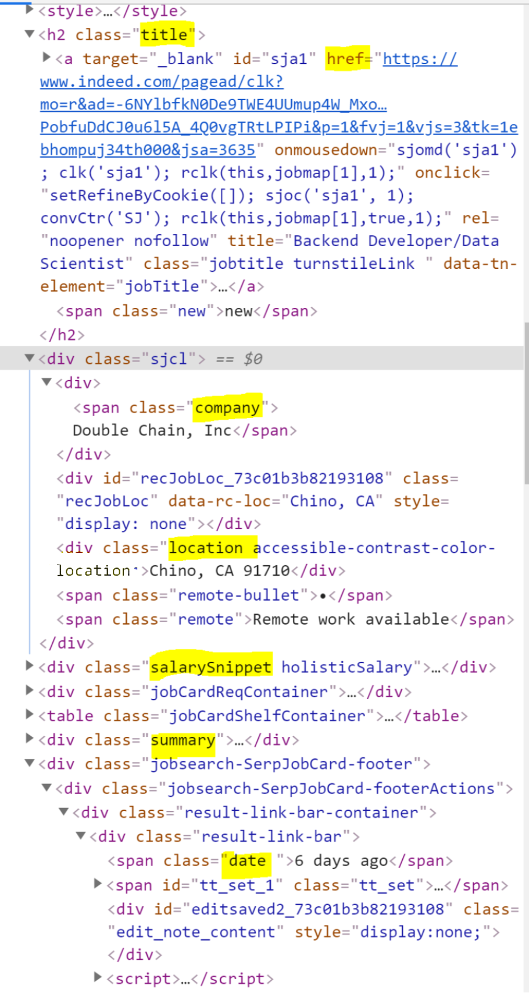 <style>…</style>
<h2 class="title">
<a target="_blank" id="sja1" href="https://
www.indeed.com/pagead/clk?
mo=r&ad=-6NYlbfkN0De9TWE4UUmup4W_Mxo…
PobfuDdCJ0u6l5A_4Q0vgTRtLPIPi&p=1&fvj=1&vjs=3&tk=1e
bhompuj34th000&jsa=3635" onmousedown="sjomd('sja1')
; clk('sja1'); rclk(this,jobmap[1],1);" onclick=
"setRefineByCookie([]); sjoc('sja1', 1);
convCtr('SJ'); rclk(this,jobmap[1],true,1);" rel=
"noopener nofollow" title="Backend Developer/Data
Scientist" class="jobtitle turnstileLink " data-tn-
element="jobTitle">…</a>
<span class="new">new</span>
</h2>
<div class="sjcl"> == $0
<div>
<span class="company">
Double Chain, Inc</span>
</div>
<div id="recJobLoc_73c01b3b82193108" class=
"recJobLoc" data-rc-loc="Chino, CA" style=
"display: none"></div>
<div class="location accessible-contrast-color-
location">Chino, CA 91710</div>
<span class="remote-bullet">•</span>
<span class="remote">Remote work available</span>
</div>
<div class="salarySnippet holisticSalary">…</div>
<div class="jobCardReqContainer">…</div>
<table class="jobCardShelfContainer">…</table>
<div class="summary">…</div>
<div class="jobsearch-SerpJobCard-footer">
<div class="jobsearch-SerpJobCard-footerActions">
<div class="result-link-bar-container">
<div class="result-link-bar">
<span class="date ">6 days ago</span>
<span id="tt_set_1" class="tt_set">…</span>
<div id="editsaved2_73c01b3b82193108" class=
"edit_note_content" style="display:none;">
</div>
<script>…</script>